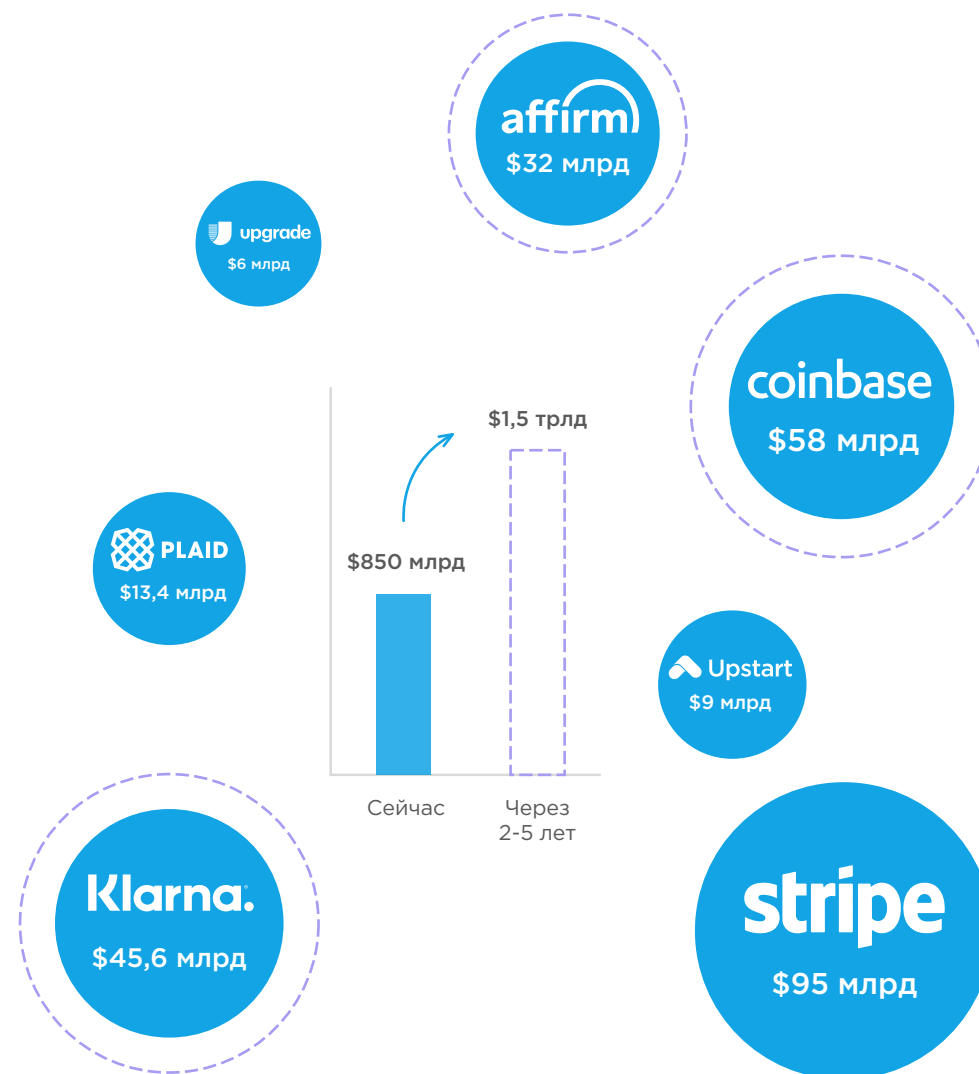 affirm
$32 млрд
upgrade
$6 млрд
coinbase
$58 млрд
$1,5 трлд
$850 млрд
PLAID
$13,4 млрд
Upstart
$9 млрд
Сейчас
Через
2-5 лет
Klarna.
$45,6 млрд
stripe
$95 млрд